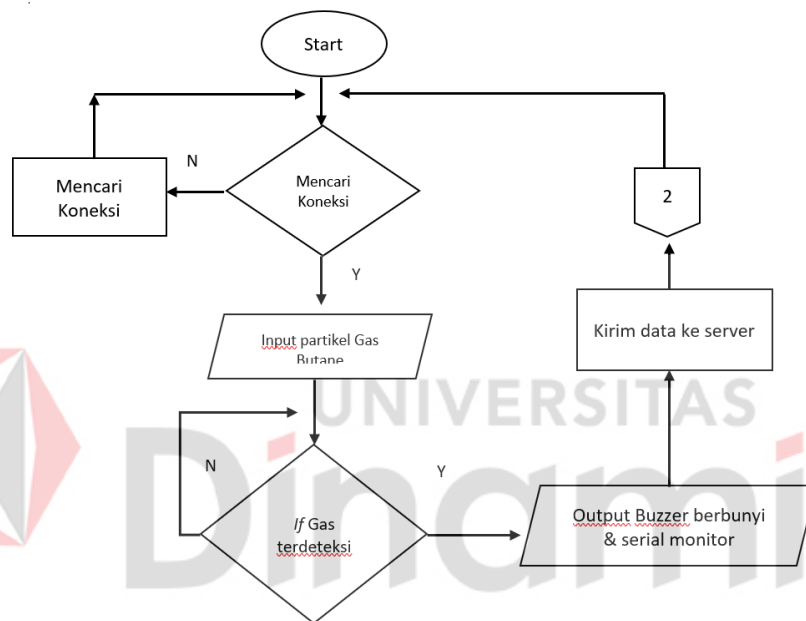 Start
N
Mencari
Koneksi
Mencari
Koneksi
2
Y
Input partikel Gas
Butane
Kirim data ke server
UNIVERSITAS
Dinami
N
Y
If Gas
terdeteksi
Output Buzzer berbunyi
& serial monitor